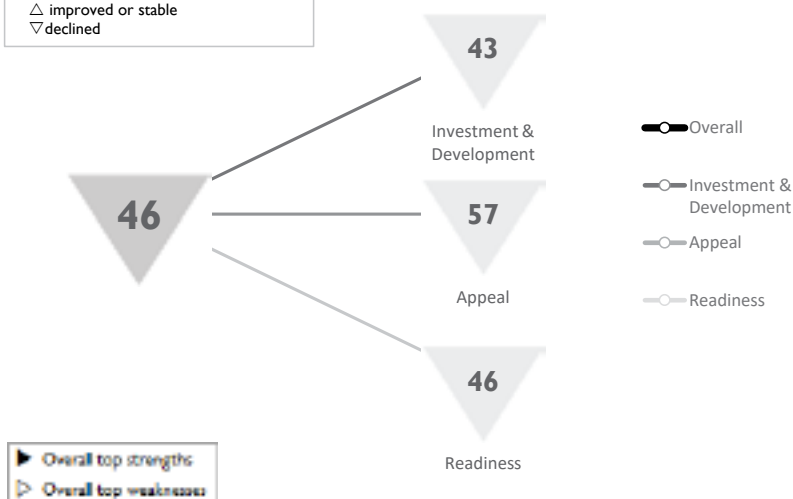 △ improved or stable
▽ declined
43
Investment &
Development
Overall
46
Investment &
Development
57
Appeal
Appeal
Readiness
46
Readiness
▶ Overall top strengths
▷ Overall top weaknesses